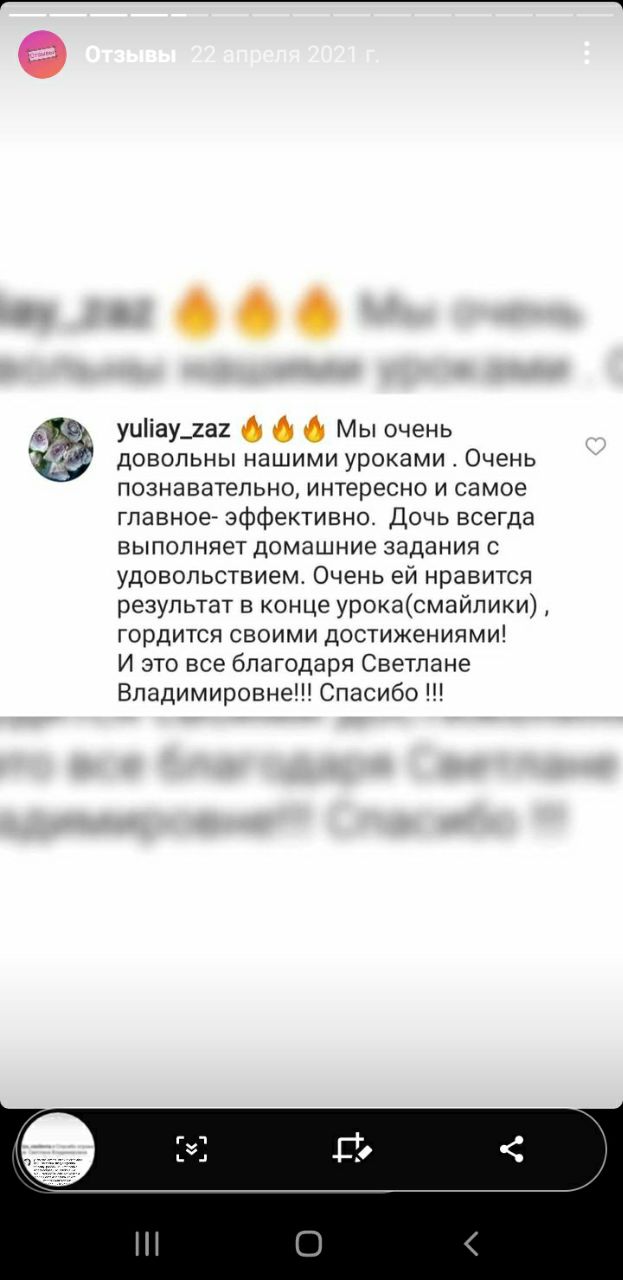 Отзывы 22 апреля 2021 г.
yuliay_zaz 🔥🔥🔥 Мы очень
довольны нашими уроками . Очень
познавательно, интересно и самое
главное- эффективно.  Дочь всегда
выполняет домашние задания с
удовольствием. Очень ей нравится
результат в конце урока(смайлики) ,
гордится своими достижениями!
И это все благодаря Светлане
Владимировне!!! Спасибо !!!